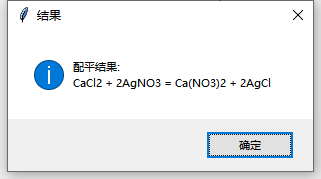 结果
配平结果:
CaCl2 + 2AgNO3 = Ca(NO3)2 + 2AgCl
确定